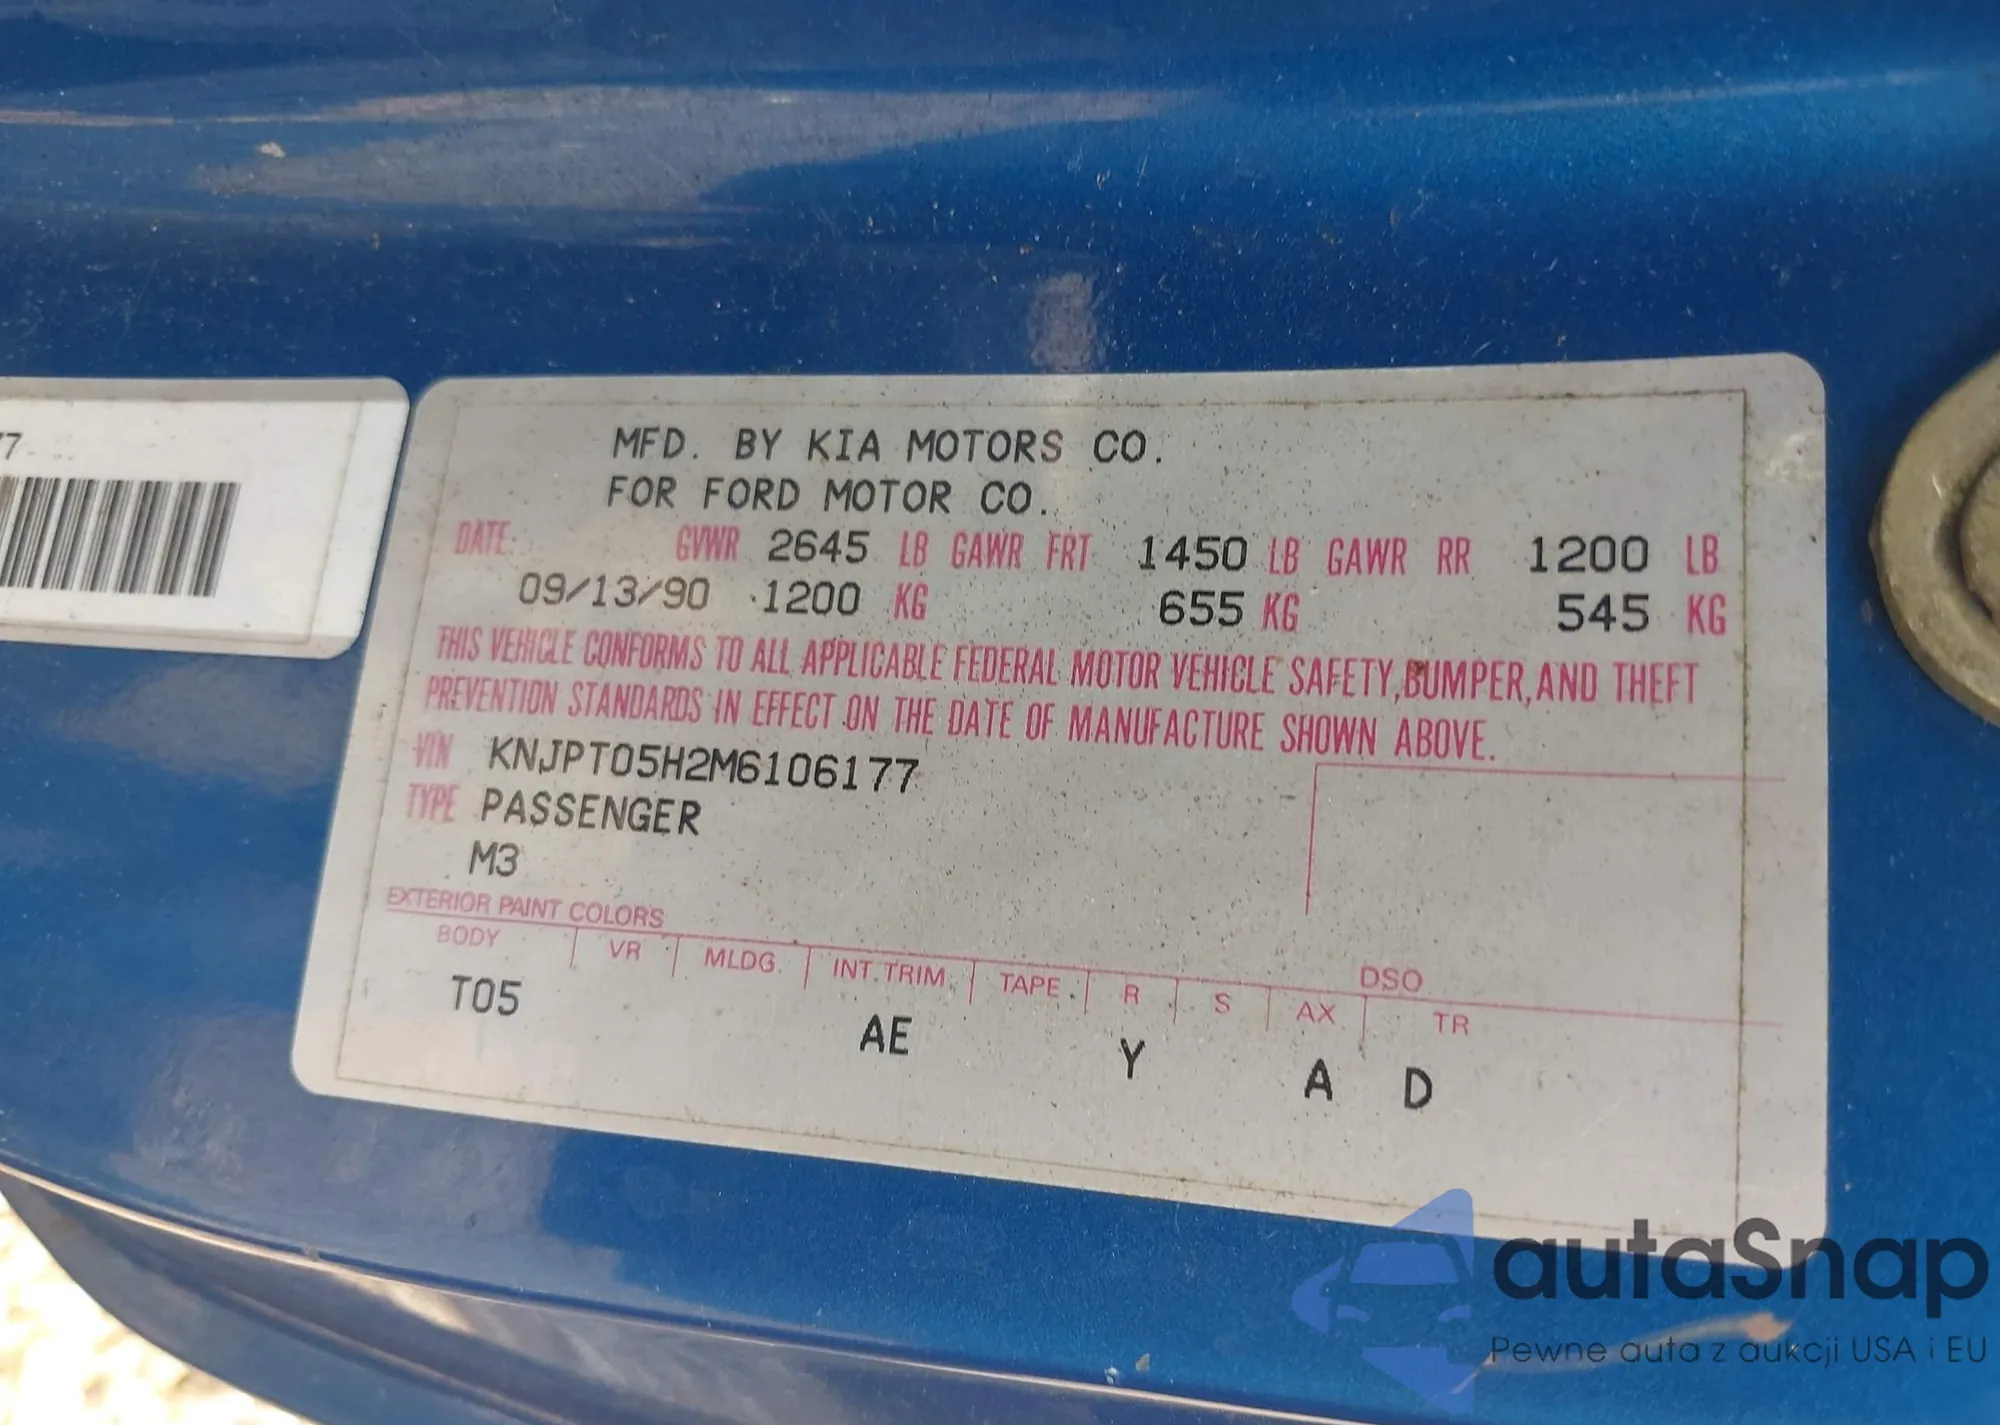 77
MFD. BY KIA MOTORS CO.
FOR FORD MOTOR CO.
DATE: GVWR 2645 LB GAWR FRT 1450 LB GAWR RR 1200 LB
09/13/90 1200 KG 655 KG 545 KG
THIS VEHICLE CONFORMS TO ALL APPLICABLE FEDERAL MOTOR VEHICLE SAFETY, BUMPER, AND THEFT
PREVENTION STANDARDS IN EFFECT ON THE DATE OF MANUFACTURE SHOWN ABOVE.
VIN KNJPT05H2M6106177
TYPE PASSENGER
M3
EXTERIOR PAINT COLORS DSO
BODY VR MLDG. INT. TRIM. TAPE R S AX TR
T05 AE Y A D
autaSnap
Pewne auta z aukcji USA i EU